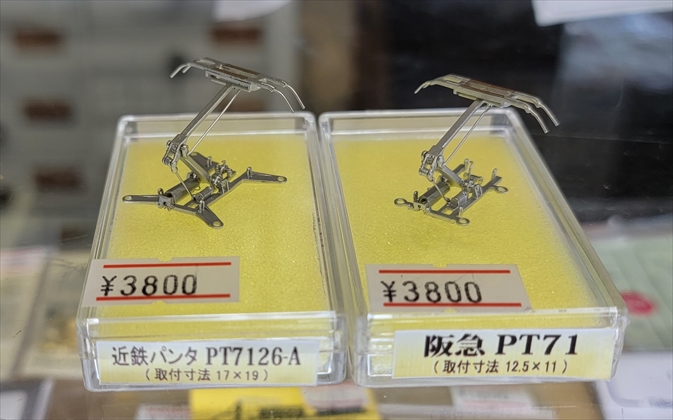 ¥3800
近鉄パンタ PT7126-A
(取付寸法 17×19)
¥3800
阪急 PT71
(取付寸法 12.5×11)